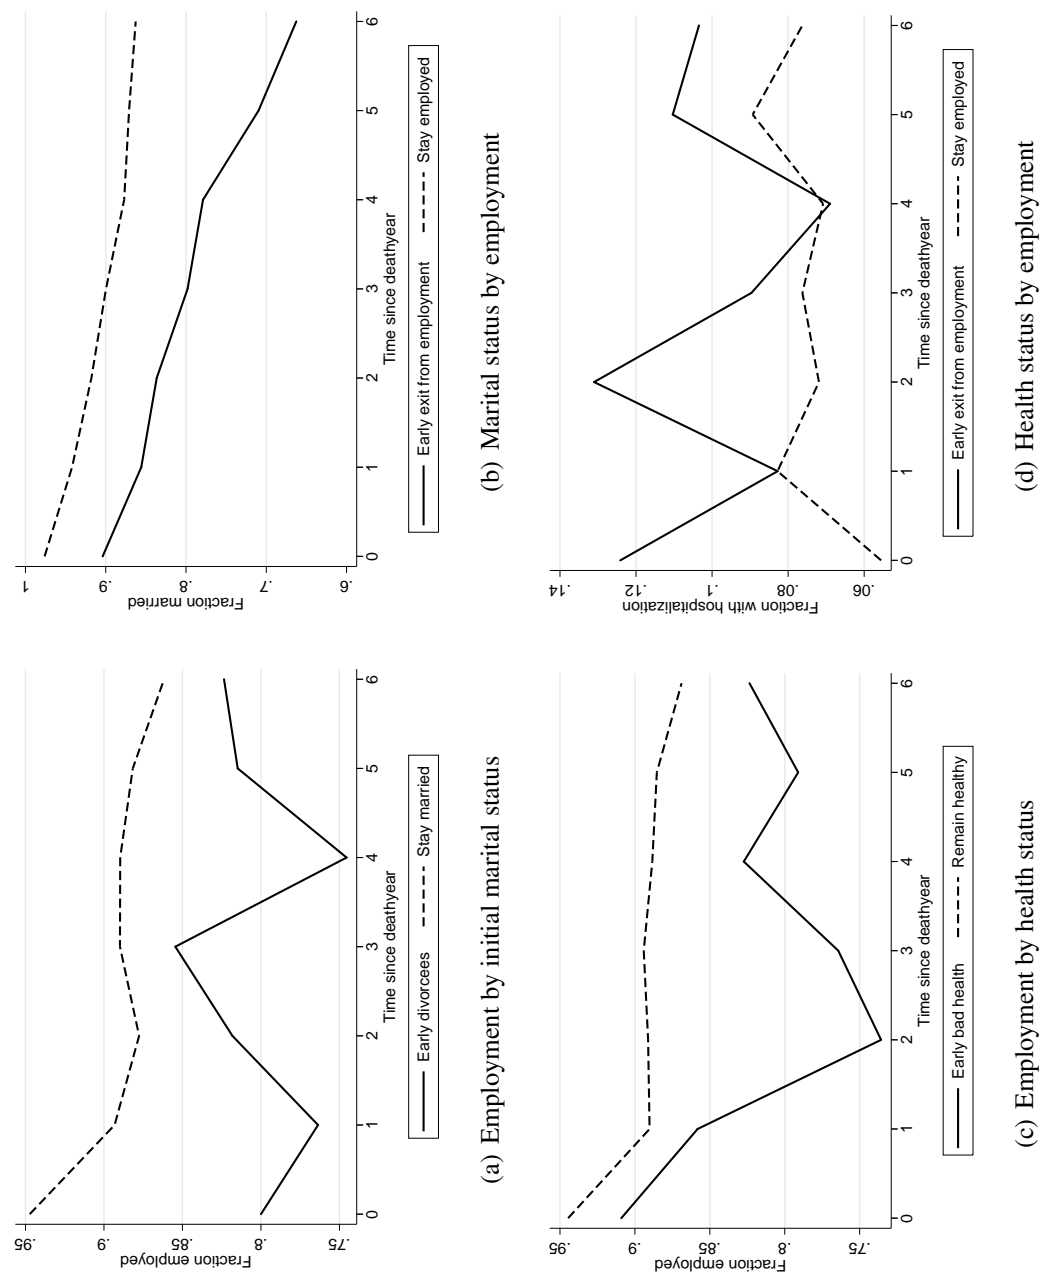 Fraction employed
.75 .8 .85 .9 .95
0 1 2 3 4 5 6
Time since deathyear
Early divorcees Stay married
(a) Employment by initial marital status
Fraction married
.6 .7 .8 .9 1
0 1 2 3 4 5 6
Time since deathyear
Early exit from employment Stay employed
(b) Marital status by employment
Fraction employed
.75 .8 .85 .9 .95
0 1 2 3 4 5 6
Time since deathyear
Early bad health Remain healthy
(c) Employment by health status
Fraction with hospitalization
.06 .08 .1 .12 .14
0 1 2 3 4 5 6
Time since deathyear
Early exit from employment Stay employed
(d) Health status by employment